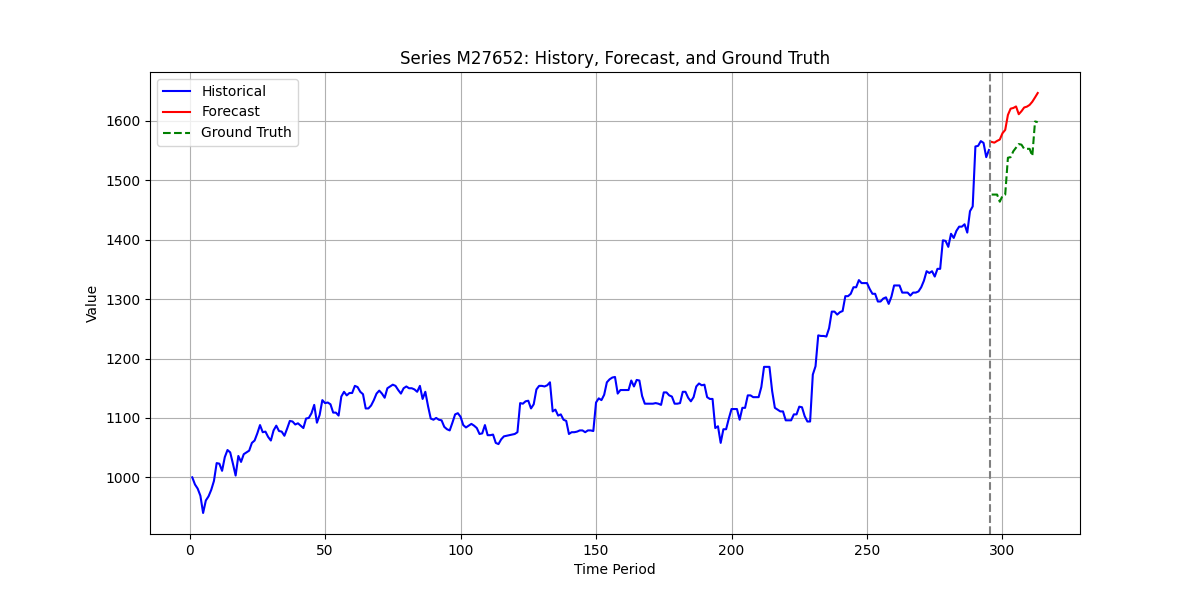 Series M27652: History, Forecast, and Ground Truth
Historical
Forecast
Ground Truth
Value
1600
1500
1400
1300
1200
1100
1000
0 50 100 150 200 250 300
Time Period